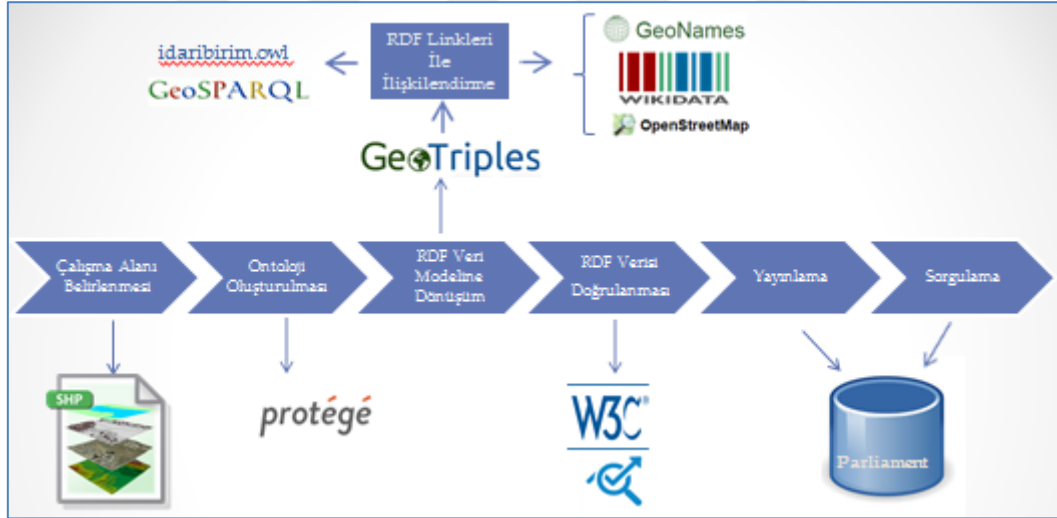 RDF Linkleri
İle
İlişkilendirme
idaribirim.owl
GeoSPARQL
GeoNames
WIKIDATA
OpenStreetMap
GeoTriples
Çalışma Alanı
Belirlenmesi
Ontoloji
Oluşturulması
RDF Veri
Modeline
Dönüşüm
RDF Verisi
Doğrulanması
Yayınlama
Sorgulama
SHP
protégé
W3C®
Parliament